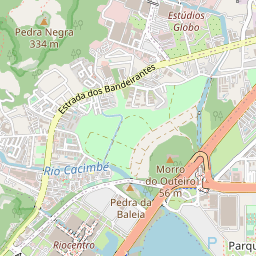 Estúdios
Globo
Pedra Negra
334 m
Estrada dos Bandeirantes
Rio Cacimbé
Morro
do Outeiro
56 m
Pedra da
Baleia
Riocentro
Parqu
P